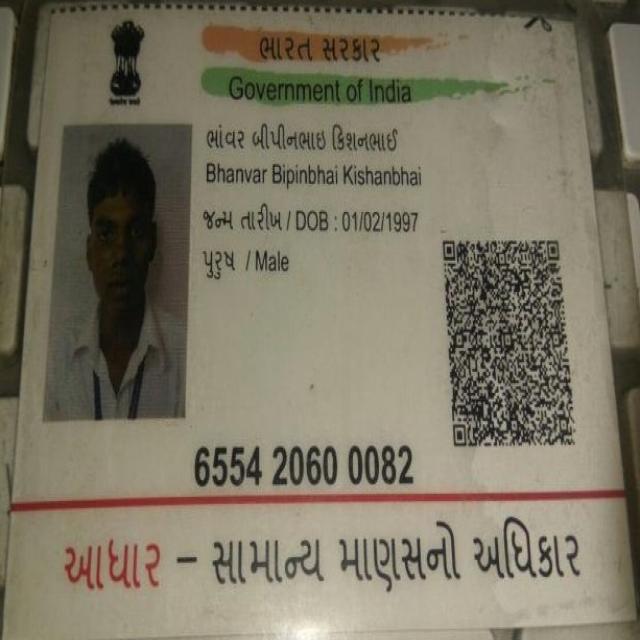 ભારત સરકાર
Government of India
ભાંવર બીપીનભાઇ કિશનભાઈ
Bhanvar Bipinbhai Kishanbhai
જન્મ તારીખ / DOB : 01/02/1997
પુરુષ / Male
6554 2060 0082
આધાર – સામાન્ય માણસનો અધિકાર